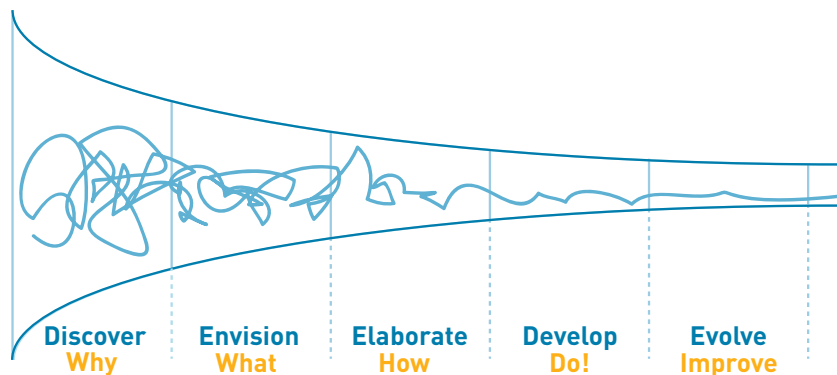 Discover Envision Elaborate Develop Evolve
Why What How Do! Improve